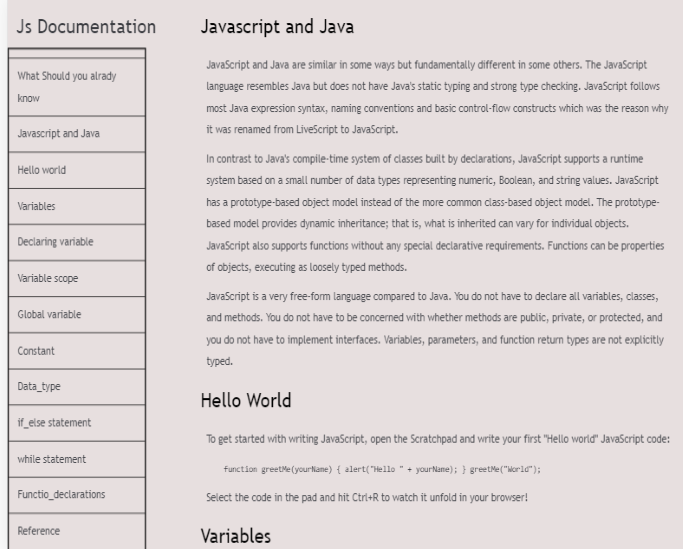 Js Documentation
What Should you alrady
know
Javascript and Java
Hello world
Variables
Declaring variable
Variable scope
Global variable
Constant
Data_type
if_else statement
while statement
Functio_declarations
Reference
Javascript and Java
JavaScript and Java are similar in some ways but fundamentally different in some others. The JavaScript
language resembles Java but does not have Java's static typing and strong type checking. JavaScript follows
most Java expression syntax, naming conventions and basic control-flow constructs which was the reason why
it was renamed from LiveScript to JavaScript.
In contrast to Java's compile-time system of classes built by declarations, JavaScript supports a runtime
system based on a small number of data types representing numeric, Boolean, and string values. JavaScript
has a prototype-based object model instead of the more common class-based object model. The prototype-
based model provides dynamic inheritance; that is, what is inherited can vary for individual objects.
JavaScript also supports functions without any special declarative requirements. Functions can be properties
of objects, executing as loosely typed methods.
JavaScript is a very free-form language compared to Java. You do not have to declare all variables, classes,
and methods. You do not have to be concerned with whether methods are public, private, or protected, and
you do not have to implement interfaces. Variables, parameters, and function return types are not explicitly
typed.
Hello World
To get started with writing JavaScript, open the Scratchpad and write your first "Hello world" JavaScript code:
function greetMe(yourName) { alert("Hello " + yourName); } greetMe("World");
Select the code in the pad and hit Ctrl+R to watch it unfold in your browser!
Variables